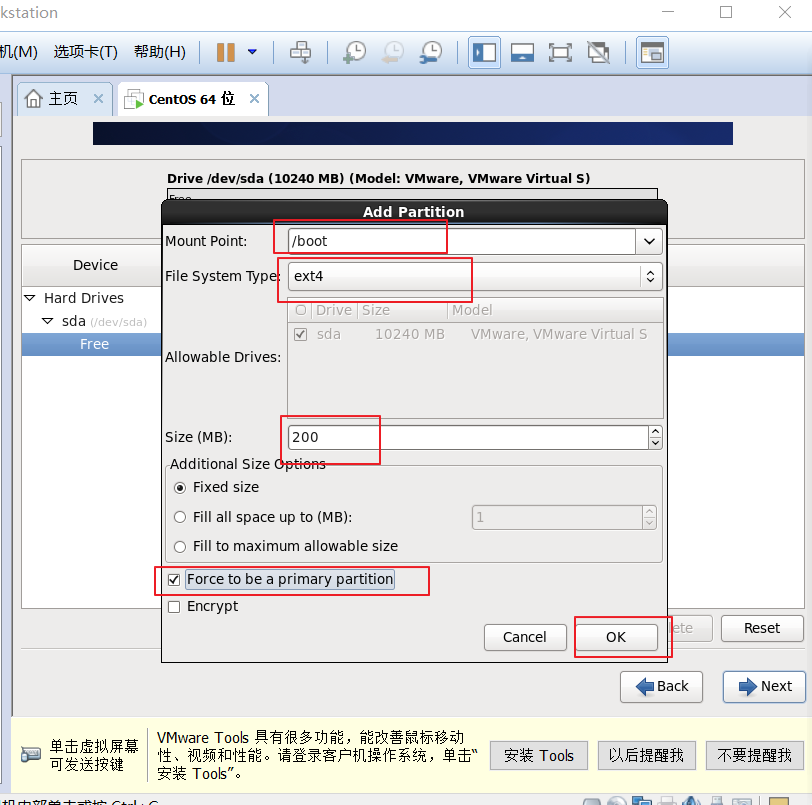 kstation
机(M) 选项卡(T) 帮助(H)
主页 CentOS 64 位
Drive /dev/sda (10240 MB) (Model: VMware, VMware Virtual S)
Free
Add Partition
Mount Point: /boot
Device
File System Type: ext4
Hard Drives
Drive Size Model
sda (/dev/sda)
sda 10240 MB VMware, VMware Virtual S
Free
Allowable Drives:
Size (MB): 200
Additional Size Options
Fixed size
Fill all space up to (MB): 1
Fill to maximum allowable size
Force to be a primary partition
Encrypt
Cancel OK ete Reset
Back Next
单击虚拟屏幕
可发送按键
VMware Tools 具有很多功能，能改善鼠标移动
性、视频和性能。请登录客户机操作系统，单击“
安装 Tools”。
安装 Tools 以后提醒我 不要提醒我